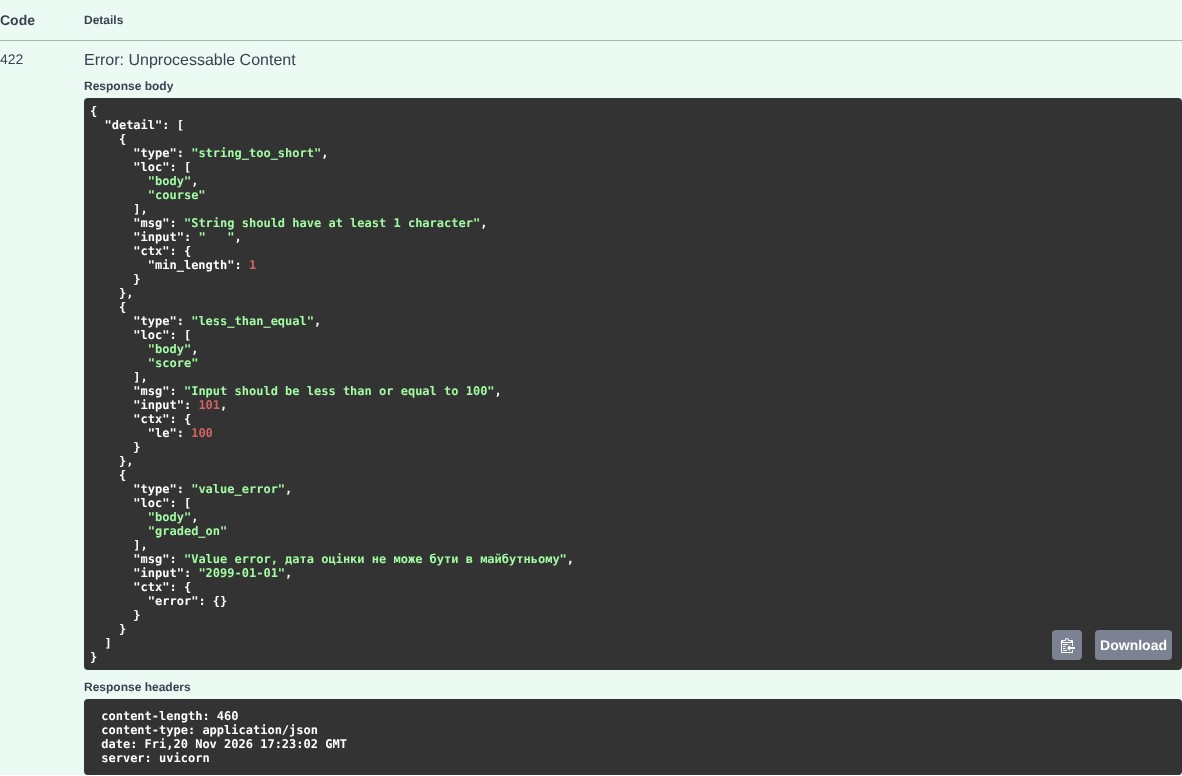 Code Details
422 Error: Unprocessable Content
Response body
{
  "detail": [
    {
      "type": "string_too_short",
      "loc": [
        "body",
        "course"
      ],
      "msg": "String should have at least 1 character",
      "input": "   ",
      "ctx": {
        "min_length": 1
      }
    },
    {
      "type": "less_than_equal",
      "loc": [
        "body",
        "score"
      ],
      "msg": "Input should be less than or equal to 100",
      "input": 101,
      "ctx": {
        "le": 100
      }
    },
    {
      "type": "value_error",
      "loc": [
        "body",
        "graded_on"
      ],
      "msg": "Value error, дата оцінки не може бути в майбутньому",
      "input": "2099-01-01",
      "ctx": {
        "error": {}
      }
    }
  ]
}
Download
Response headers
content-length: 460
content-type: application/json
date: Fri,20 Nov 2026 17:23:02 GMT
server: uvicorn